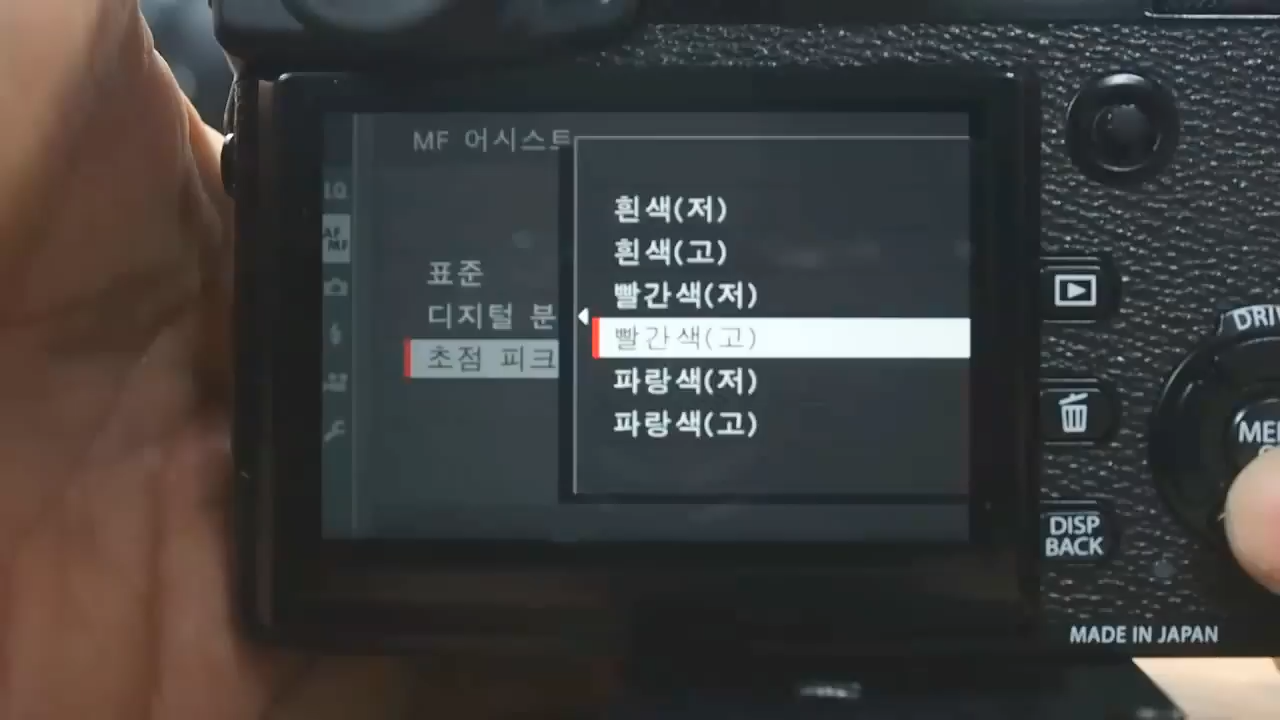 MF 어시스트
I.Q.
AF
MF
표준
디지털 분
초점 피크
흰색(저)
흰색(고)
빨간색(저)
빨간색(고)
파랑색(저)
파랑색(고)
DISP
BACK
MADE IN JAPAN